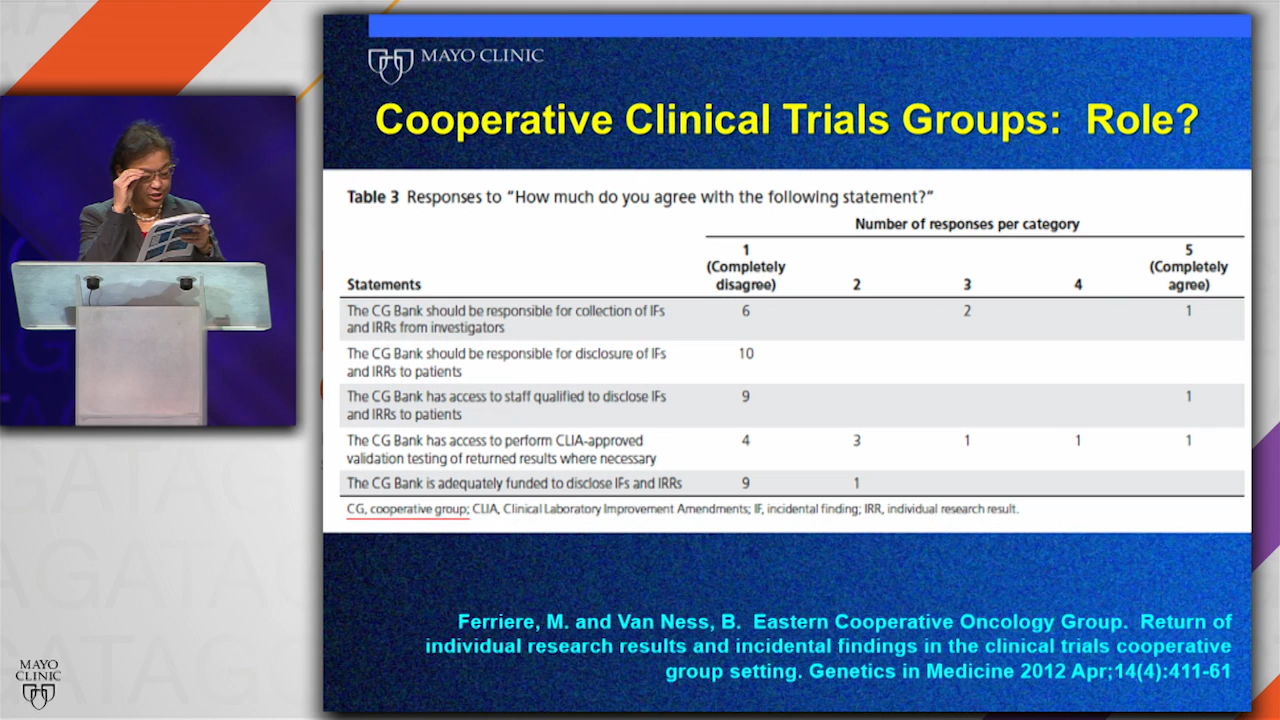 MAYO CLINIC
Cooperative Clinical Trials Groups: Role?
Table 3 Responses to “How much do you agree with the following statement?”
Number of responses per category
Statements 1 (Completely disagree) 2 3 4 5 (Completely agree)
The CG Bank should be responsible for collection of IFs
and IRRs from investigators 6 2 1
The CG Bank should be responsible for disclosure of IFs
and IRRs to patients 10
The CG Bank has access to staff qualified to disclose IFs
and IRRs to patients 9 1
The CG Bank has access to perform CLIA-approved
validation testing of returned results where necessary 4 3 1 1 1
The CG Bank is adequately funded to disclose IFs and IRRs 9 1
CG, cooperative group; CLIA, Clinical Laboratory Improvement Amendments; IF, incidental finding; IRR, individual research result.
Ferriere, M. and Van Ness, B. Eastern Cooperative Oncology Group. Return of
individual research results and incidental findings in the clinical trials cooperative
group setting. Genetics in Medicine 2012 Apr;14(4):411-61
MAYO
CLINIC